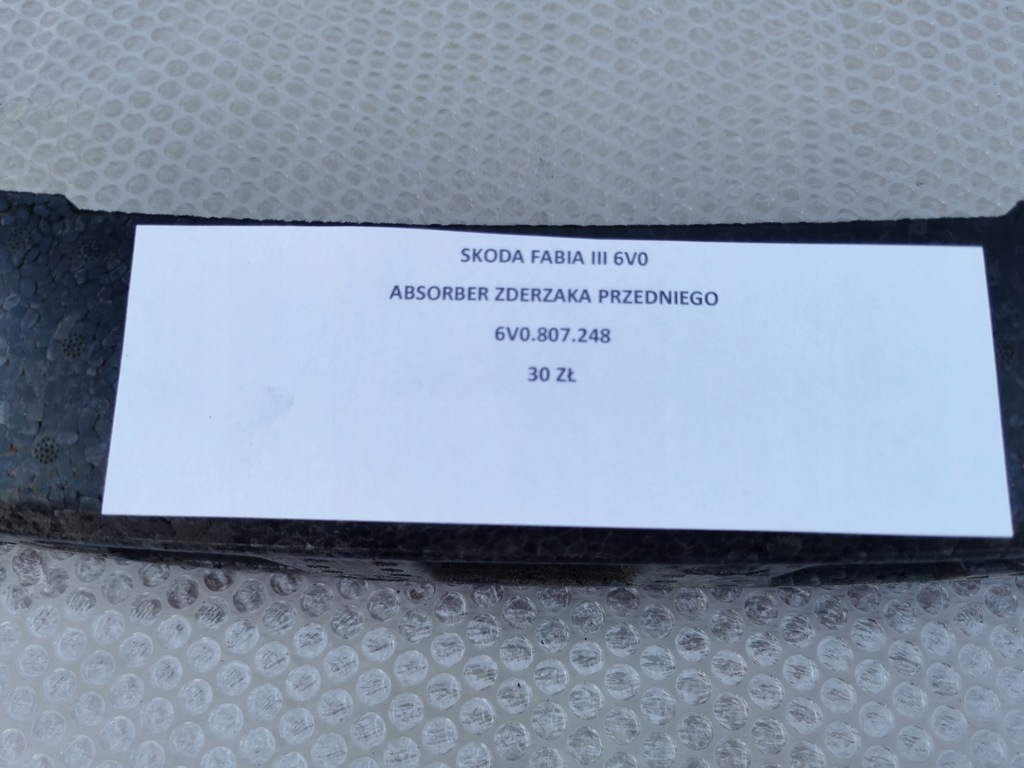 SKODA FABIA III 6V0
ABSORBER ZDERZAKA PRZEDNIEGO
6V0.807.248
30 ZŁ